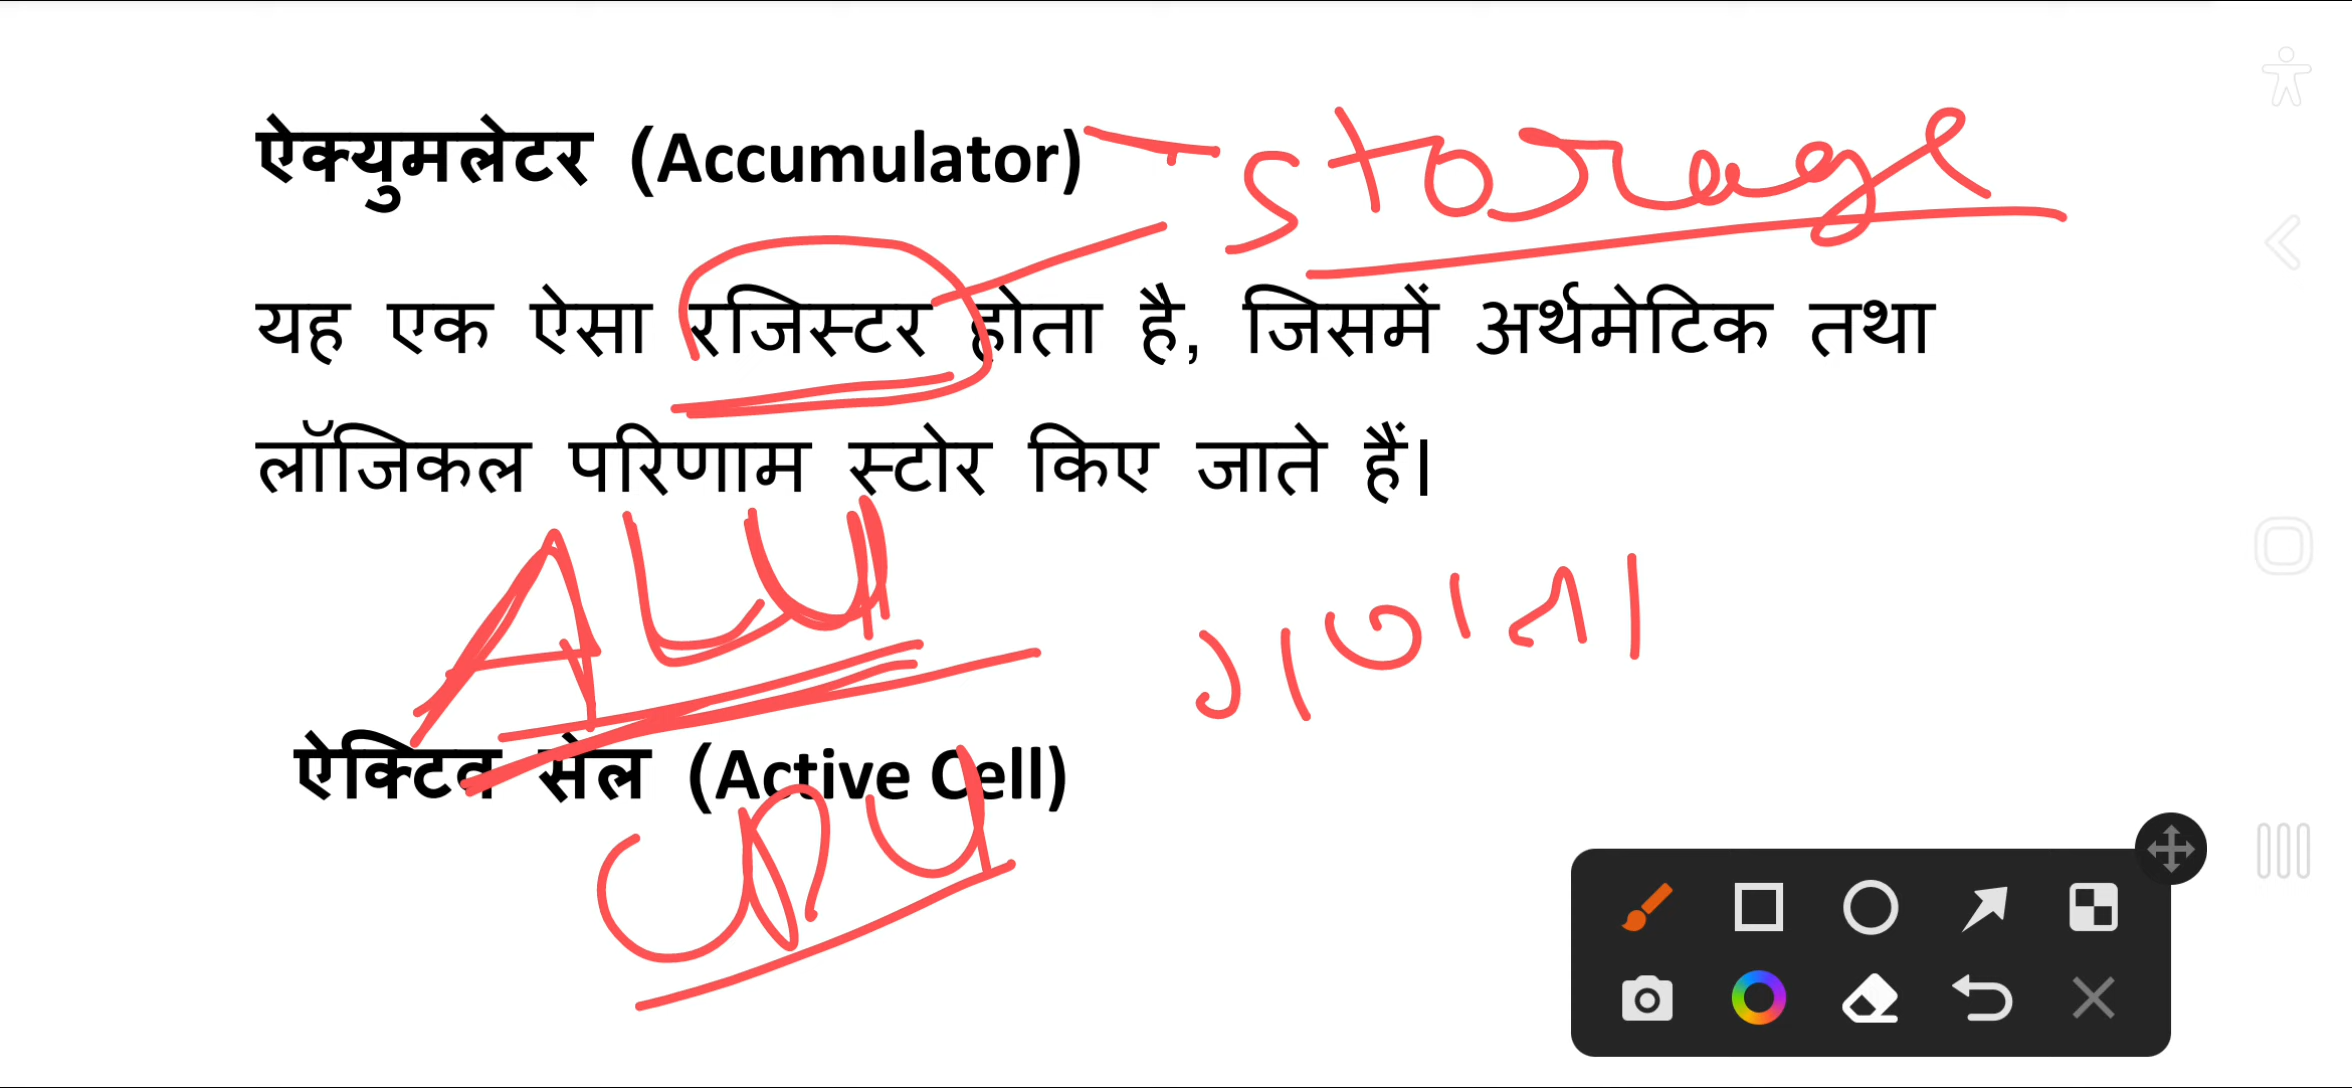 ऐक्युमलेटर (Accumulator) storage
यह एक ऐसा रजिस्टर होता है, जिसमें अर्थमेटिक तथा
लॉजिकल परिणाम स्टोर किए जाते हैं।
ALU
ऐक्टिव सेल (Active Cell)
CPU